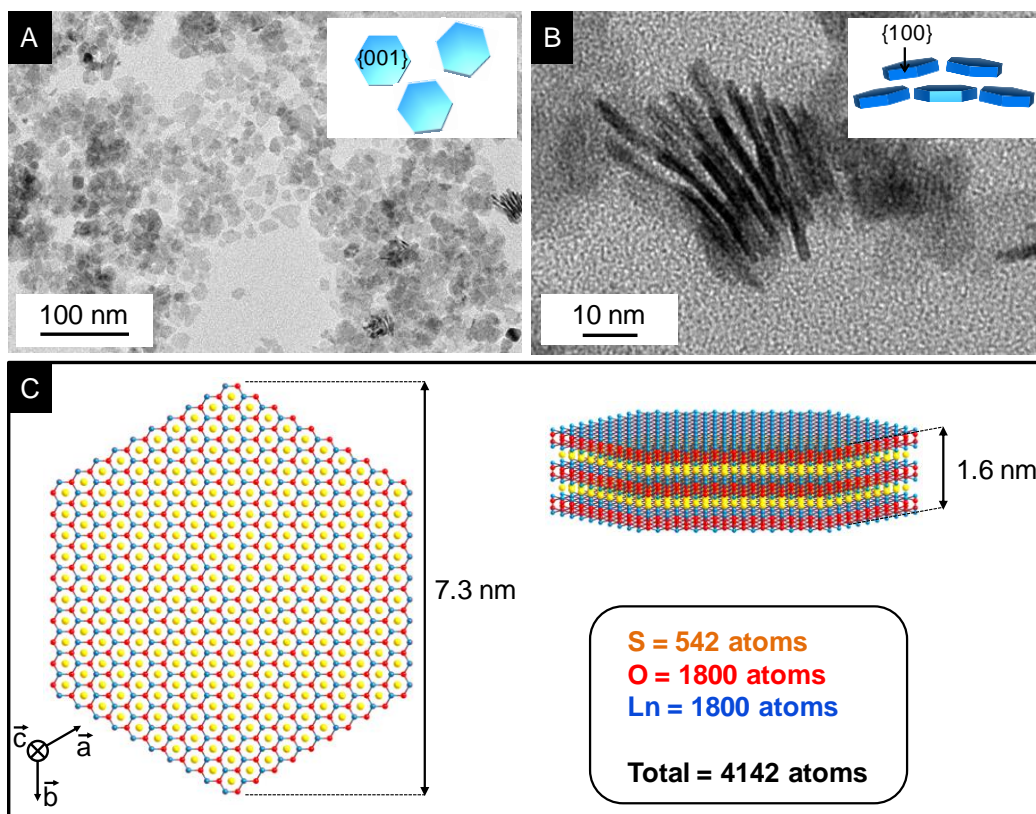 A
{001}
100 nm
B
{100}
10 nm
C
7.3 nm
c
a
b
1.6 nm
S = 542 atoms
O = 1800 atoms
Ln = 1800 atoms
Total = 4142 atoms